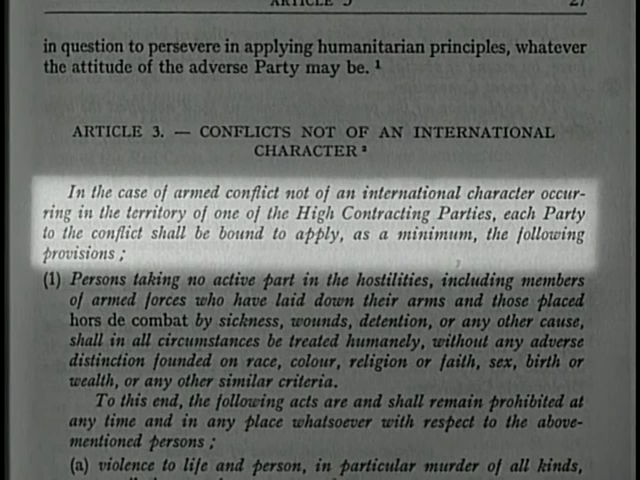 ARTICLE 3 27
in question to persevere in applying humanitarian principles, whatever
the attitude of the adverse Party may be. ¹
ARTICLE 3. — CONFLICTS NOT OF AN INTERNATIONAL
CHARACTER ²
In the case of armed conflict not of an international character occur-
ring in the territory of one of the High Contracting Parties, each Party
to the conflict shall be bound to apply, as a minimum, the following
provisions ;
(1) Persons taking no active part in the hostilities, including members
of armed forces who have laid down their arms and those placed
hors de combat by sickness, wounds, detention, or any other cause,
shall in all circumstances be treated humanely, without any adverse
distinction founded on race, colour, religion or faith, sex, birth or
wealth, or any other similar criteria.
To this end, the following acts are and shall remain prohibited at
any time and in any place whatsoever with respect to the above-
mentioned persons ;
(a) violence to life and person, in particular murder of all kinds,